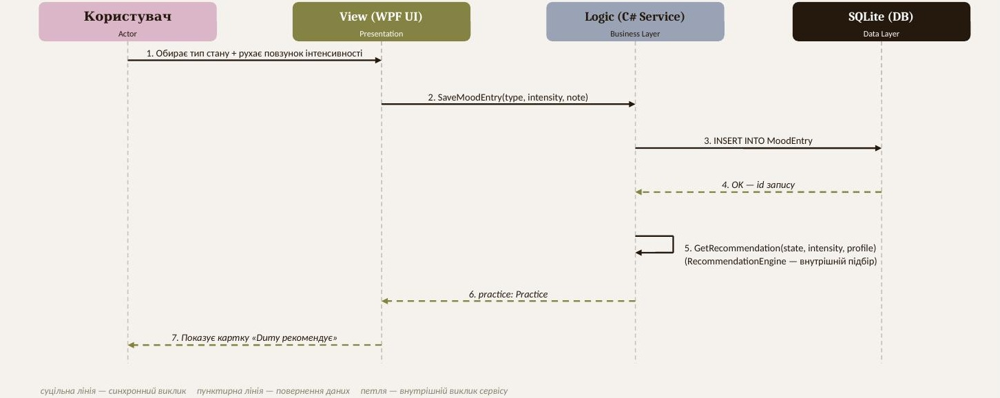 Користувач
Actor
View (WPF UI)
Presentation
Logic (C# Service)
Business Layer
SQLite (DB)
Data Layer
1. Обирає тип стану + рухає повзунок інтенсивності
2. SaveMoodEntry(type, intensity, note)
3. INSERT INTO MoodEntry
4. OK — id запису
5. GetRecommendation(state, intensity, profile)
(RecommendationEngine — внутрішній підбір)
6. practice: Practice
7. Показує картку «Dumy рекомендує»
суцільна лінія — синхронний виклик пунктирна лінія — повернення даних петля — внутрішній виклик сервісу